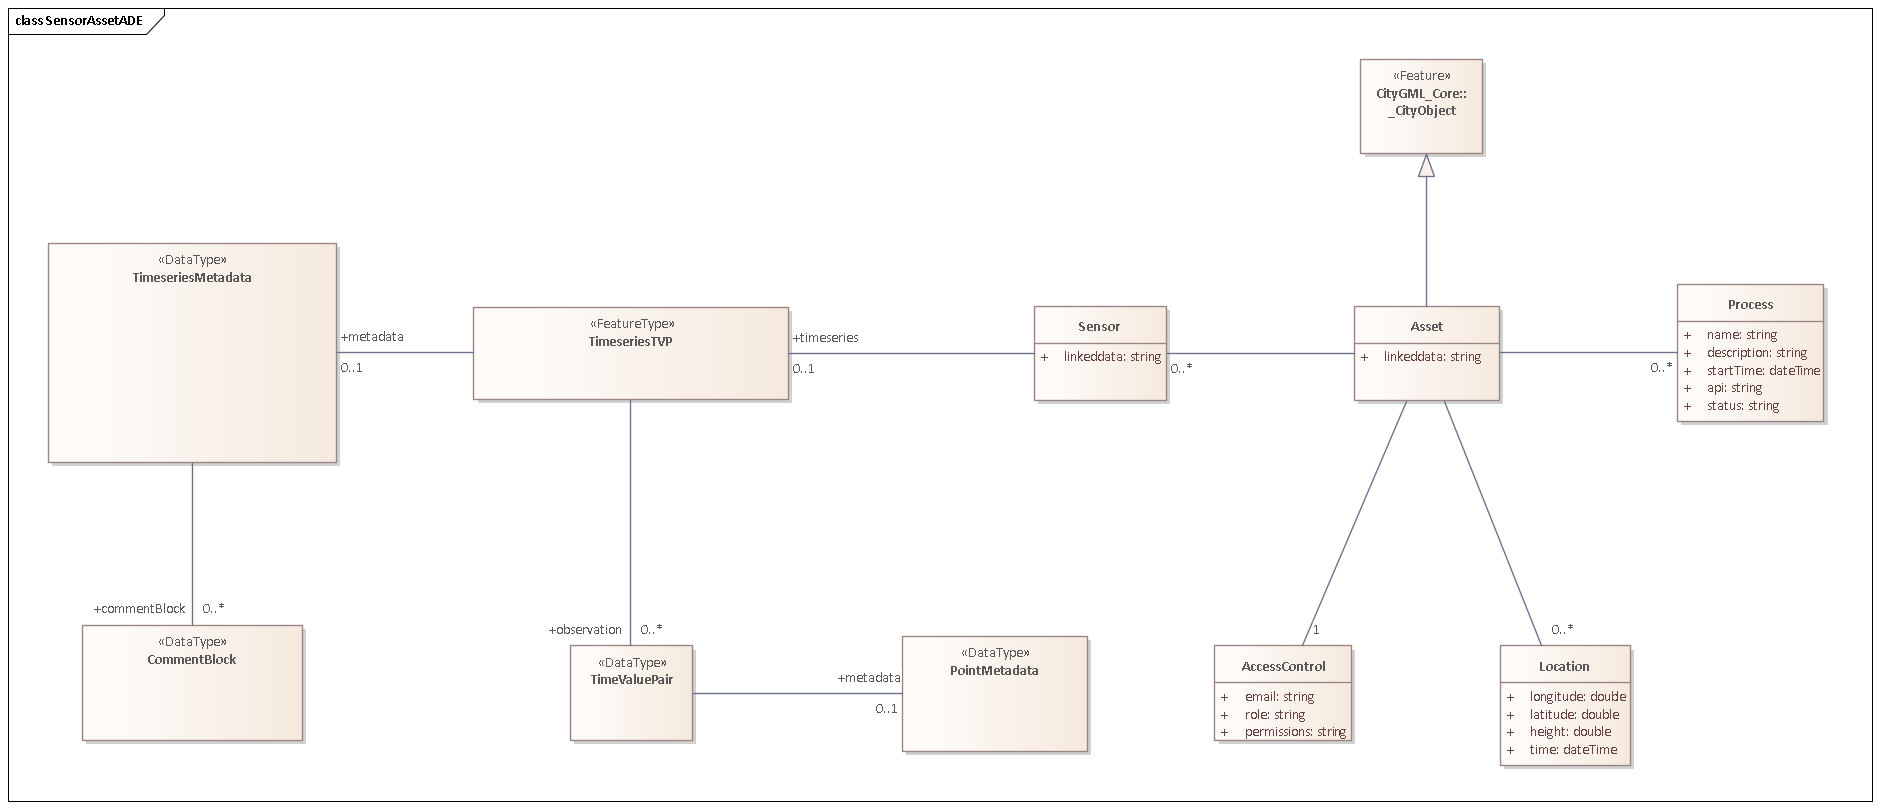 class SensorAssetADE
«Feature»
CityGML_Core::
_CityObject
«DataType»
TimeseriesMetadata
+metadata
0..1
«FeatureType»
TimeseriesTVP
+timeseries
0..1
Sensor
+ linkeddata: string
0..*
Asset
+ linkeddata: string
0..*
Process
+ name: string
+ description: string
+ startTime: dateTime
+ api: string
+ status: string
+commentBlock 0..*
«DataType»
CommentBlock
+observation 0..*
«DataType»
TimeValuePair
+metadata
0..1
«DataType»
PointMetadata
1
AccessControl
+ email: string
+ role: string
+ permissions: string
0..*
Location
+ longitude: double
+ latitude: double
+ height: double
+ time: dateTime